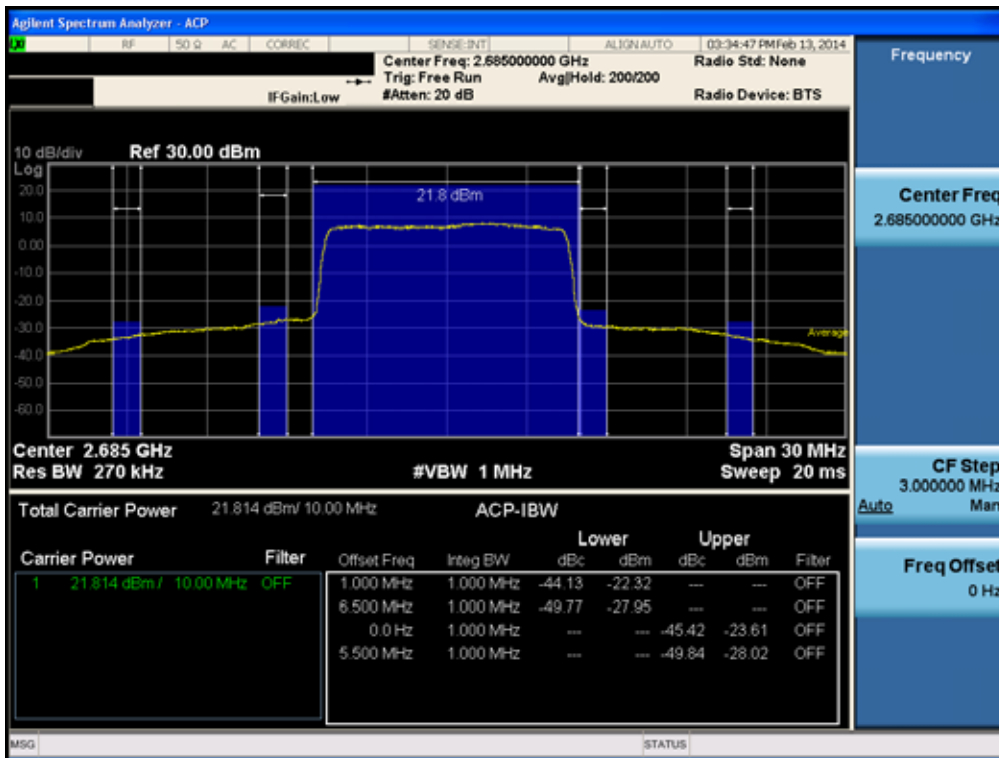 Agilent Spectrum Analyzer - ACP
LXI RF 50 Ω AC CORREC SENSE:INT ALIGN AUTO 03:34:47 PM Feb 13, 2014
Center Freq: 2.685000000 GHz Radio Std: None
Trig: Free Run Avg|Hold: 200/200
IFGain:Low #Atten: 20 dB Radio Device: BTS
10 dB/div Ref 30.00 dBm
Log
20.0
10.0
0.00
-10.0
-20.0
-30.0
-40.0
-50.0
-60.0
21.8 dBm
Average
Center 2.685 GHz Span 30 MHz
Res BW 270 kHz #VBW 1 MHz Sweep 20 ms
Total Carrier Power 21.814 dBm/ 10.00 MHz ACP-IBW
Lower Upper
Carrier Power Filter Offset Freq Integ BW dBc dBm dBc dBm Filter
1 21.814 dBm / 10.00 MHz OFF 1.000 MHz 1.000 MHz -44.13 -22.32 --- --- OFF
6.500 MHz 1.000 MHz -49.77 -27.95 --- --- OFF
0.0 Hz 1.000 MHz --- --- -45.42 -23.61 OFF
5.500 MHz 1.000 MHz --- --- -49.84 -28.02 OFF
MSG STATUS
Frequency
Center Freq
2.685000000 GHz
CF Step
3.000000 MHz
Auto Man
Freq Offset
0 Hz